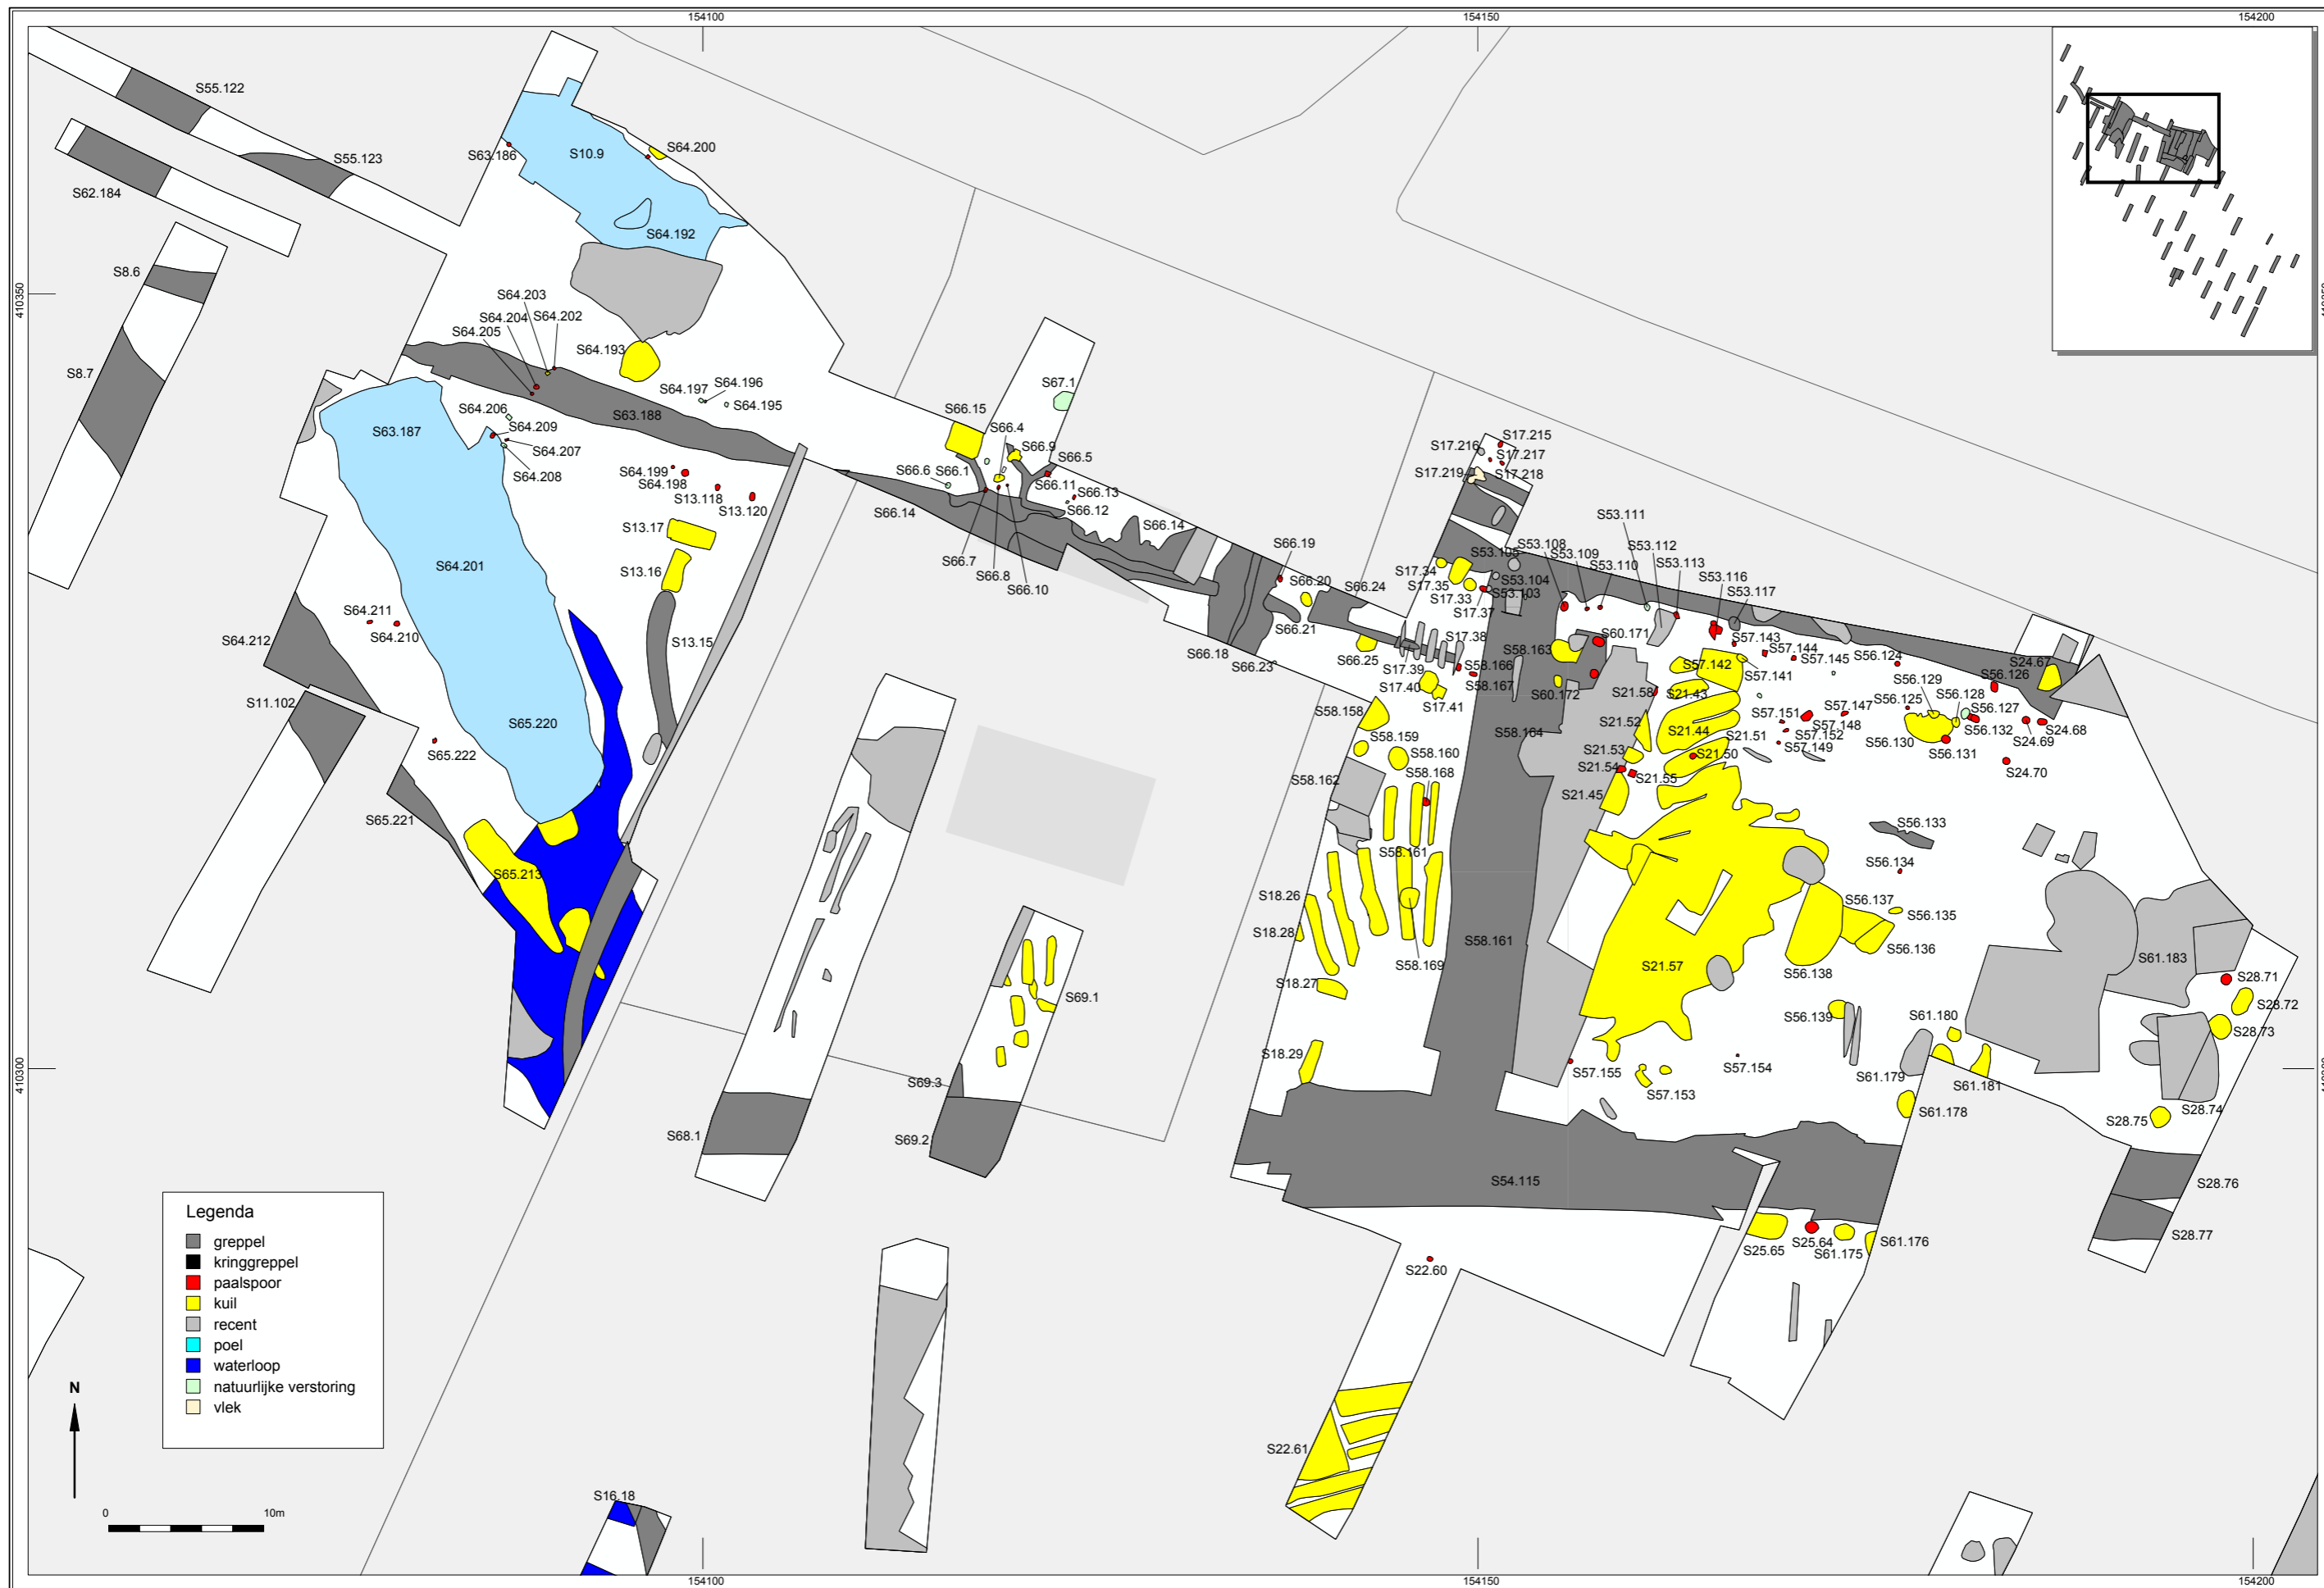 154100
154150
154200
S55.122
S55.123
S62.184
S63.186
S10.9
S64.200
S64.192
S8.6
410350
S64.203
S64.204
S64.202
S64.205
S64.193
S8.7
S64.197
S64.196
S64.195
S67.1
S63.187
S64.206
S63.188
S64.209
S64.207
S64.208
S66.15
S66.4
S66.9
S66.5
S66.6
S66.1
S64.199
S64.198
S13.118
S13.120
S66.11
S66.13
S66.12
S66.14
S66.14
S13.17
S13.16
S66.7
S66.8
S66.10
S64.201
S64.211
S64.210
S64.212
S13.15
S66.19
S66.20
S66.24
S66.21
S66.18
S66.23
S66.25
S17.216
S17.215
S17.217
S17.219
S17.218
S53.111
S53.108
S53.112
S53.105
S53.109
S53.113
S53.110
S53.116
S53.117
S17.34
S17.35
S53.104
S17.33
S53.103
S17.37
S17.38
S17.39
S17.40
S17.41
S58.166
S58.167
S58.163
S60.171
S60.172
S57.143
S57.144
S57.145
S57.142
S57.141
S56.124
S24.67
S56.126
S56.129
S56.128
S56.125
S56.127
S21.58
S21.43
S21.52
S21.44
S21.51
S57.151
S57.147
S57.148
S57.152
S57.149
S56.132
S56.130
S56.131
S24.68
S24.69
S24.70
S11.102
S65.222
S65.220
S58.158
S58.159
S58.160
S58.164
S58.168
S58.162
S21.53
S21.54
S21.50
S21.55
S21.45
S65.221
S58.161
S56.133
S56.134
S65.213
S18.26
S18.28
S58.161
S58.169
S21.57
S56.137
S56.135
S56.136
S56.138
S61.183
S18.27
S69.1
S28.71
S28.72
S28.73
S56.139
S61.180
410300
S18.29
S69.3
S57.155
S57.154
S57.153
S61.179
S61.181
S61.178
S28.74
S28.75
S68.1
S69.2
S54.115
S28.76
S28.77
S25.65
S25.64
S61.175
S61.176
S22.60
S22.61
S16.18
Legenda
greppel
kringgreppel
paalspoor
kuil
recent
poel
waterloop
natuurlijke verstoring
vlek
N
0
10m
154100
154150
154200